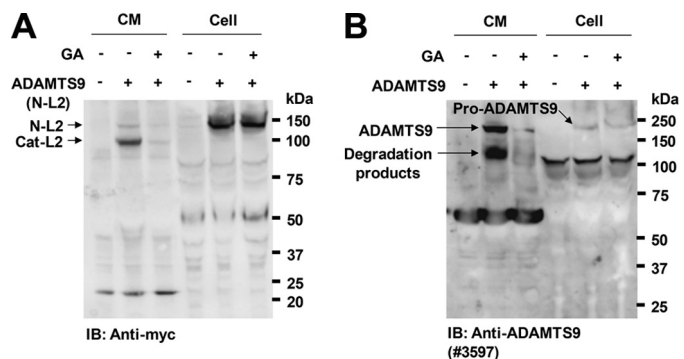 A
CM Cell
GA - - + - - +
ADAMTS9 - + + - + +
(N-L2)
kDa
N-L2
Cat-L2
150
100
75
50
37
25
20
IB: Anti-myc
B
CM Cell
GA - - + - - +
ADAMTS9 - + + - + +
Pro-ADAMTS9
kDa
ADAMTS9
Degradation
products
250
150
100
75
50
37
25
IB: Anti-ADAMTS9
(#3597)